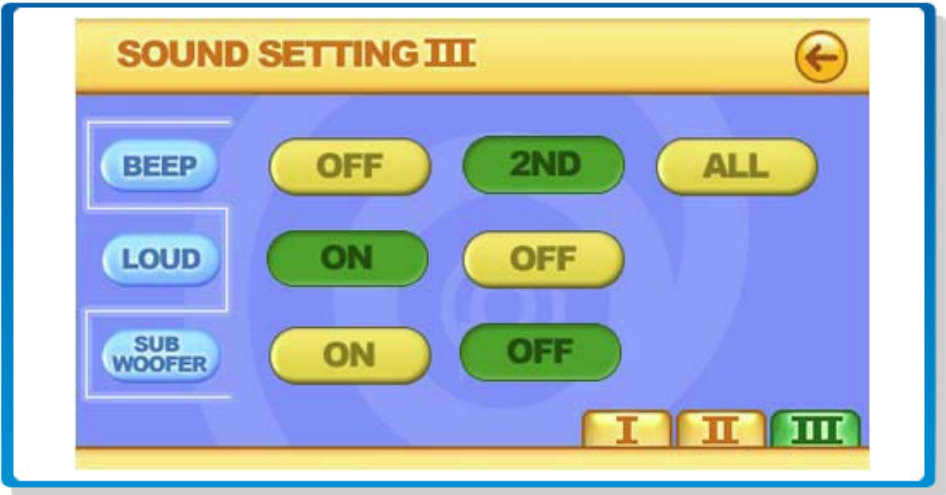 SOUND SETTING III
BEEP OFF 2ND ALL
LOUD ON OFF
SUB
WOOFER ON OFF
I II III